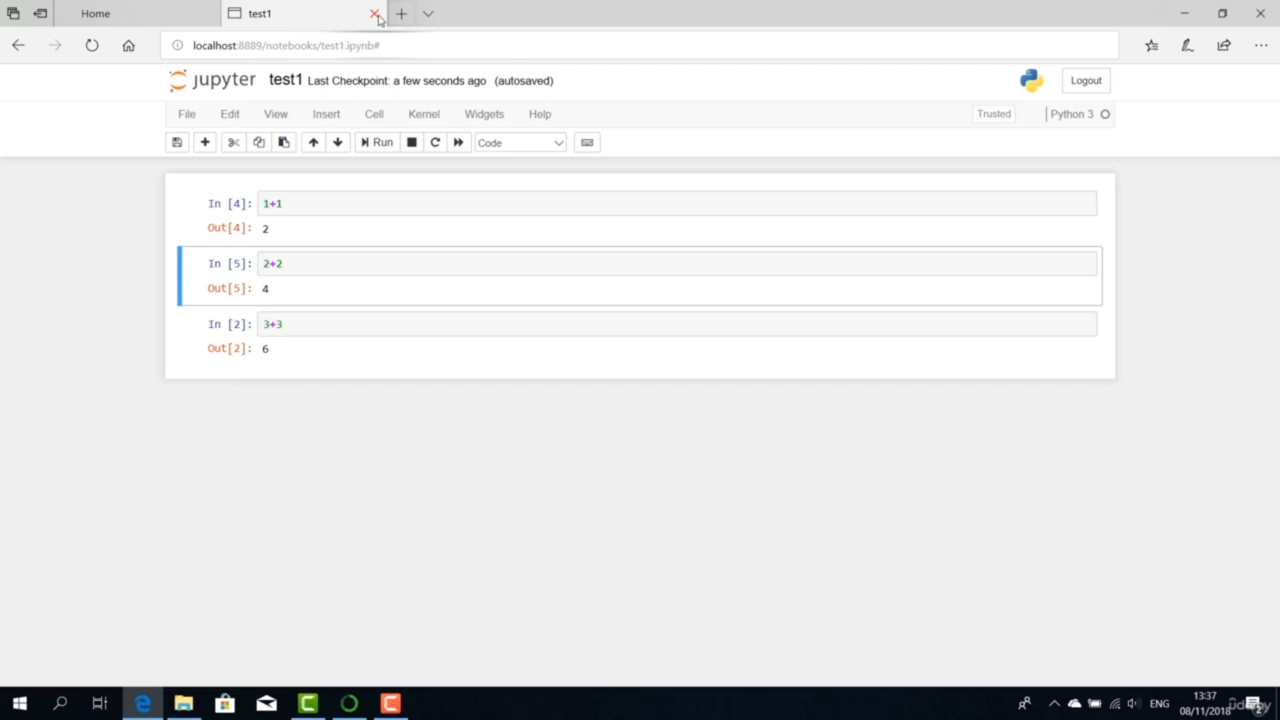 Home
test1
localhost:8889/notebooks/test1.ipynb#
jupyter test1 Last Checkpoint: a few seconds ago (autosaved)
Logout
File Edit View Insert Cell Kernel Widgets Help
Trusted
Python 3
Run
Code
In [4]: 1+1
Out[4]: 2
In [5]: 2+2
Out[5]: 4
In [2]: 3+3
Out[2]: 6
ENG
13:37
08/11/2018
udemy
2